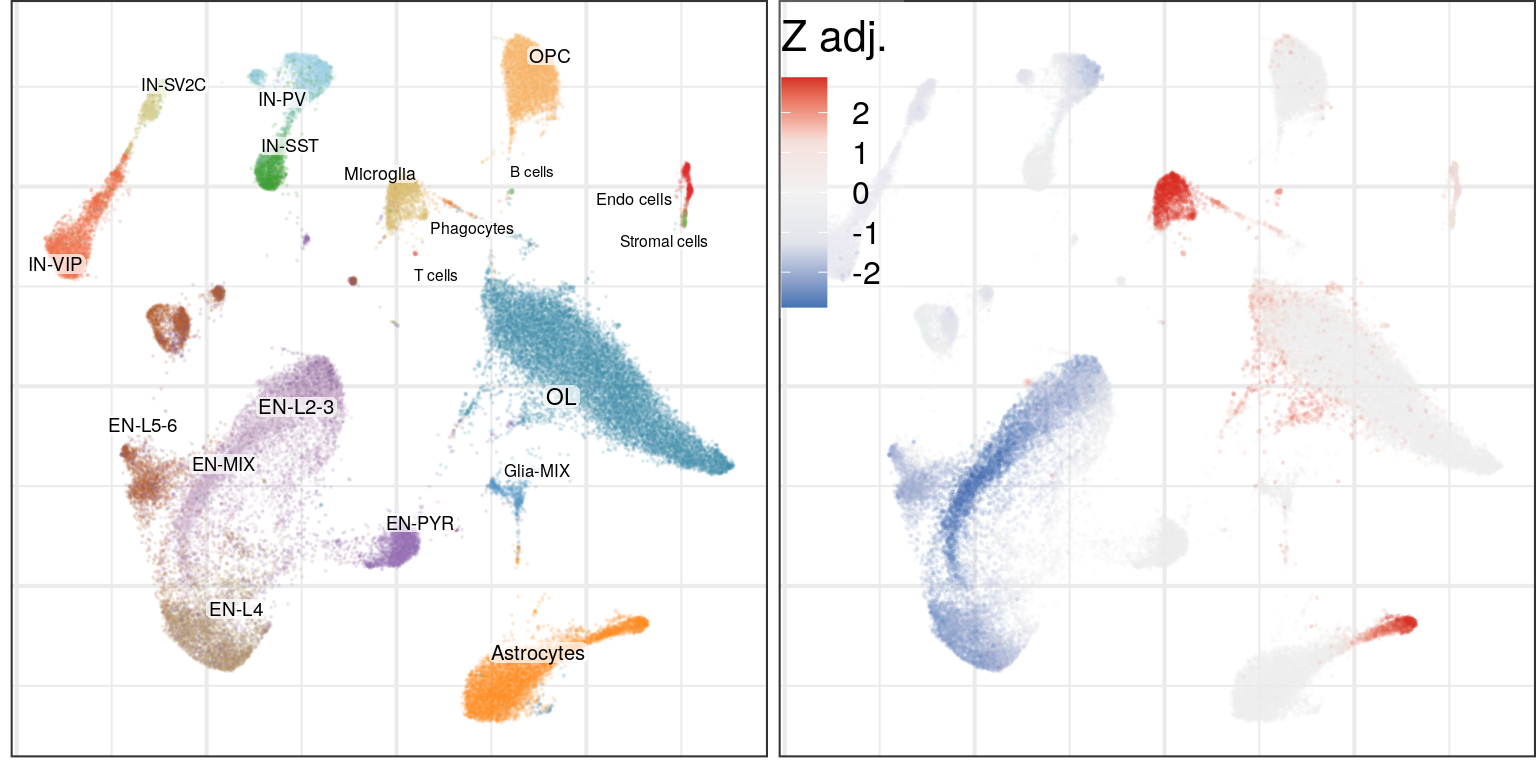 OPC
IN-SV2C
IN-PV
IN-SST
Microglia
B cells
Endo cells
Phagocytes
Stromal cells
IN-VIP
T cells
OL
EN-L2-3
EN-L5-6
EN-MIX
Glia-MIX
EN-PYR
EN-L4
Astrocytes
Z adj.
2
1
0
-1
-2